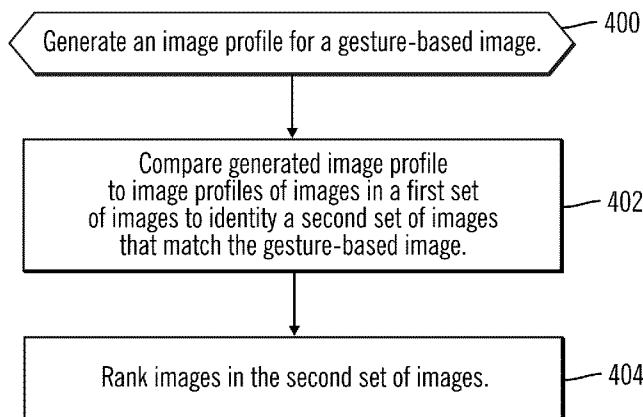 Generate an image profile for a gesture-based image.
400
Compare generated image profile
to image profiles of images in a first set
of images to identity a second set of images
that match the gesture-based image.
402
Rank images in the second set of images.
404